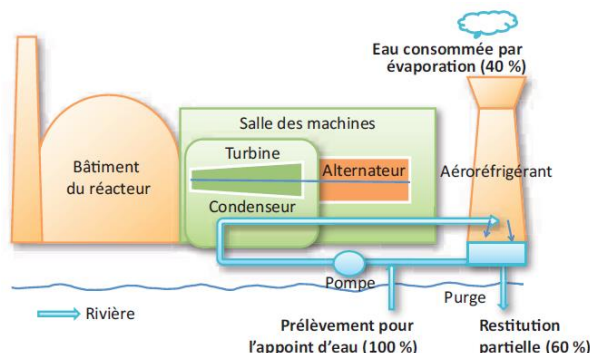 Eau consommée par
évaporation (40 %)
Salle des machines
Turbine
Bâtiment
du réacteur
Alternateur
Aéroréfrigérant
Condenseur
Pompe
Purge
Rivière
Prélèvement pour
l'appoint d'eau (100 %)
Restitution
partielle (60 %)